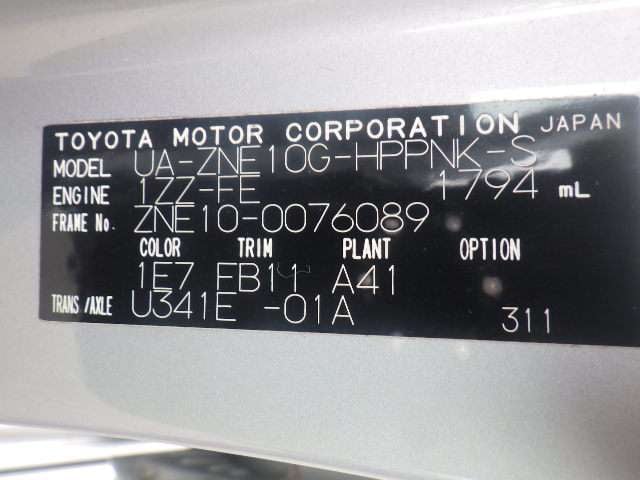 TOYOTA MOTOR CORPORATION JAPAN
MODEL UA-ZNE10G-HPPNK-S
ENGINE 1ZZ-FE 1794 mL
FRAME No. ZNE10-0076089
COLOR TRIM PLANT OPTION
1E7 FB11 A41
TRANS/AXLE U341E -01A
311